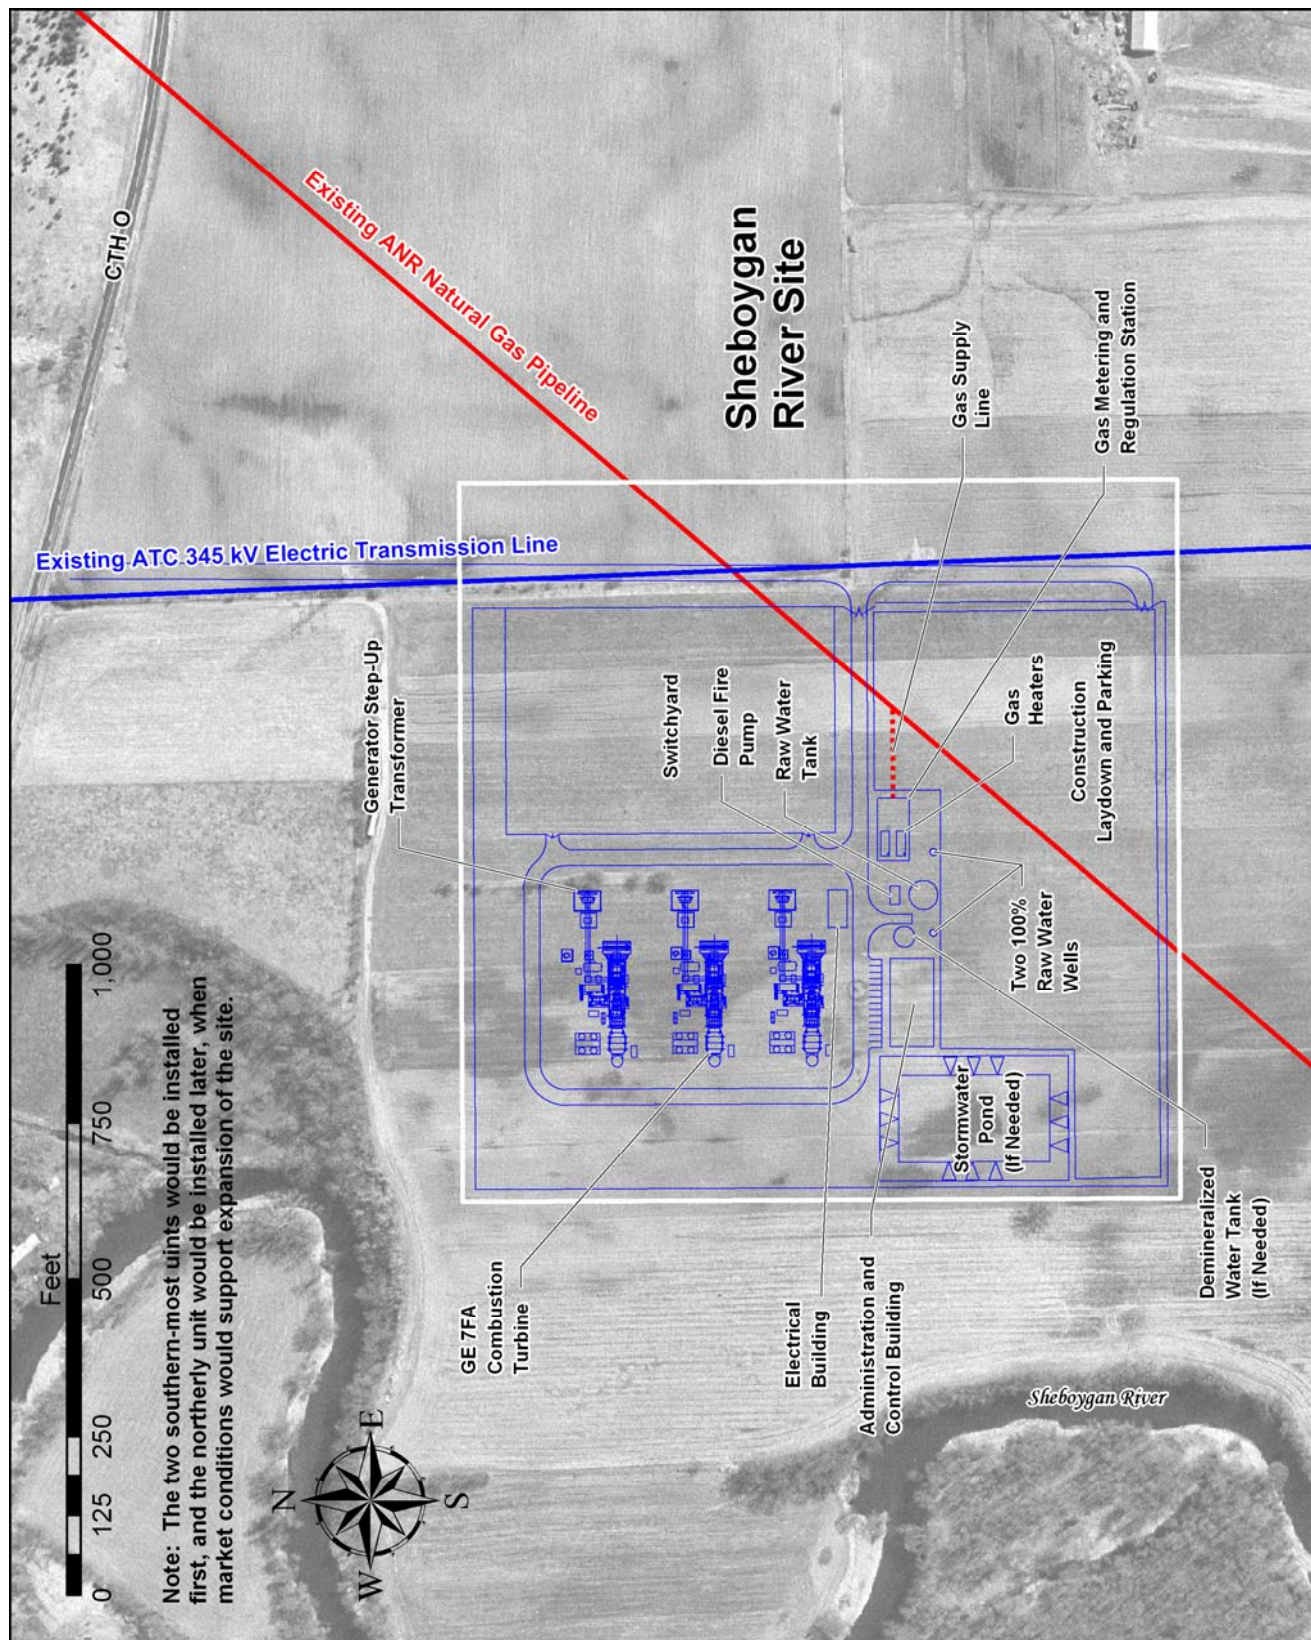 Feet
0 125 250 500 750 1,000
Note: The two southern-most uints would be installed
first, and the northerly unit would be installed later, when
market conditions would support expansion of the site.
N
W
E
S
CTH O
Existing ANR Natural Gas Pipeline
Existing ATC 345 kV Electric Transmission Line
Sheboygan
River Site
Generator Step-Up
Transformer
GE 7FA
Combustion
Turbine
Switchyard
Diesel Fire
Pump
Raw Water
Tank
Electrical
Building
Administration and
Control Building
Gas Supply
Line
Gas Metering and
Regulation Station
Gas
Heaters
Construction
Laydown and Parking
Two 100%
Raw Water
Wells
Stormwater
Pond
(If Needed)
Demineralized
Water Tank
(If Needed)
Sheboygan River